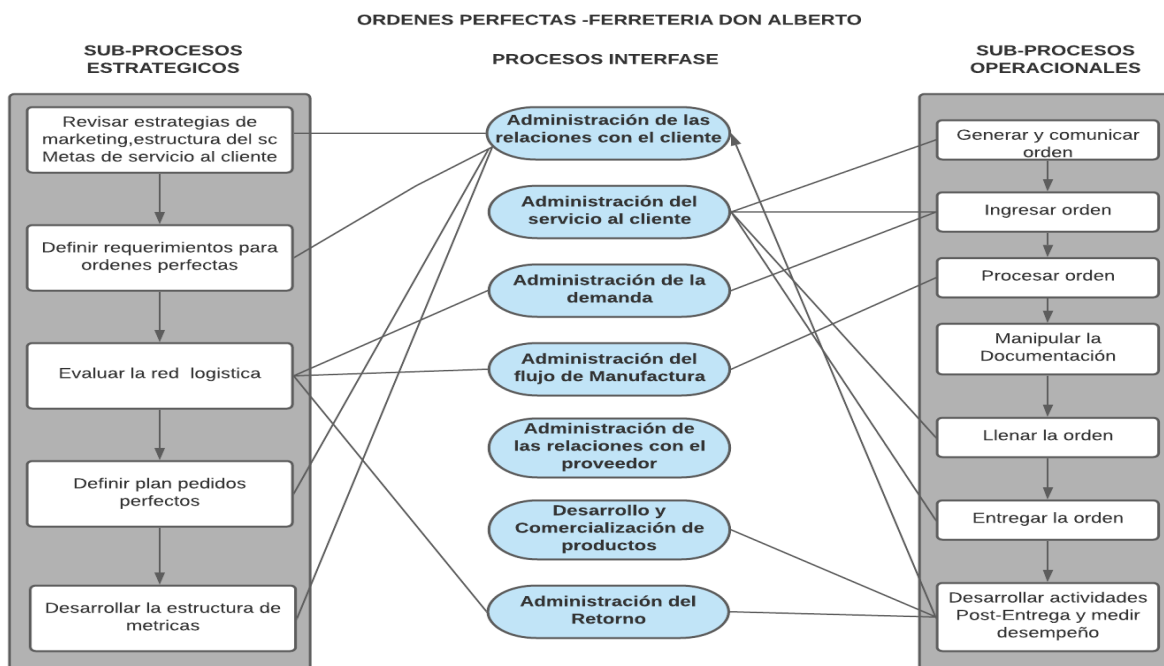 ORDENES PERFECTAS -FERRETERIA DON ALBERTO
SUB-PROCESOS
ESTRATEGICOS
Revisar estrategias de
marketing,estructura del sc
Metas de servicio al cliente
Definir requerimientos para
ordenes perfectas
Evaluar la red logistica
Definir plan pedidos
perfectos
Desarrollar la estructura de
metricas
PROCESOS INTERFASE
Administración de las
relaciones con el cliente
Administración del
servicio al cliente
Administración de la
demanda
Administración del
flujo de Manufactura
Administración de
las relaciones con el
proveedor
Desarrollo y
Comercialización de
productos
Administración del
Retorno
SUB-PROCESOS
OPERACIONALES
Generar y comunicar
orden
Ingresar orden
Procesar orden
Manipular la
Documentación
Llenar la orden
Entregar la orden
Desarrollar actividades
Post-Entrega y medir
desempeño